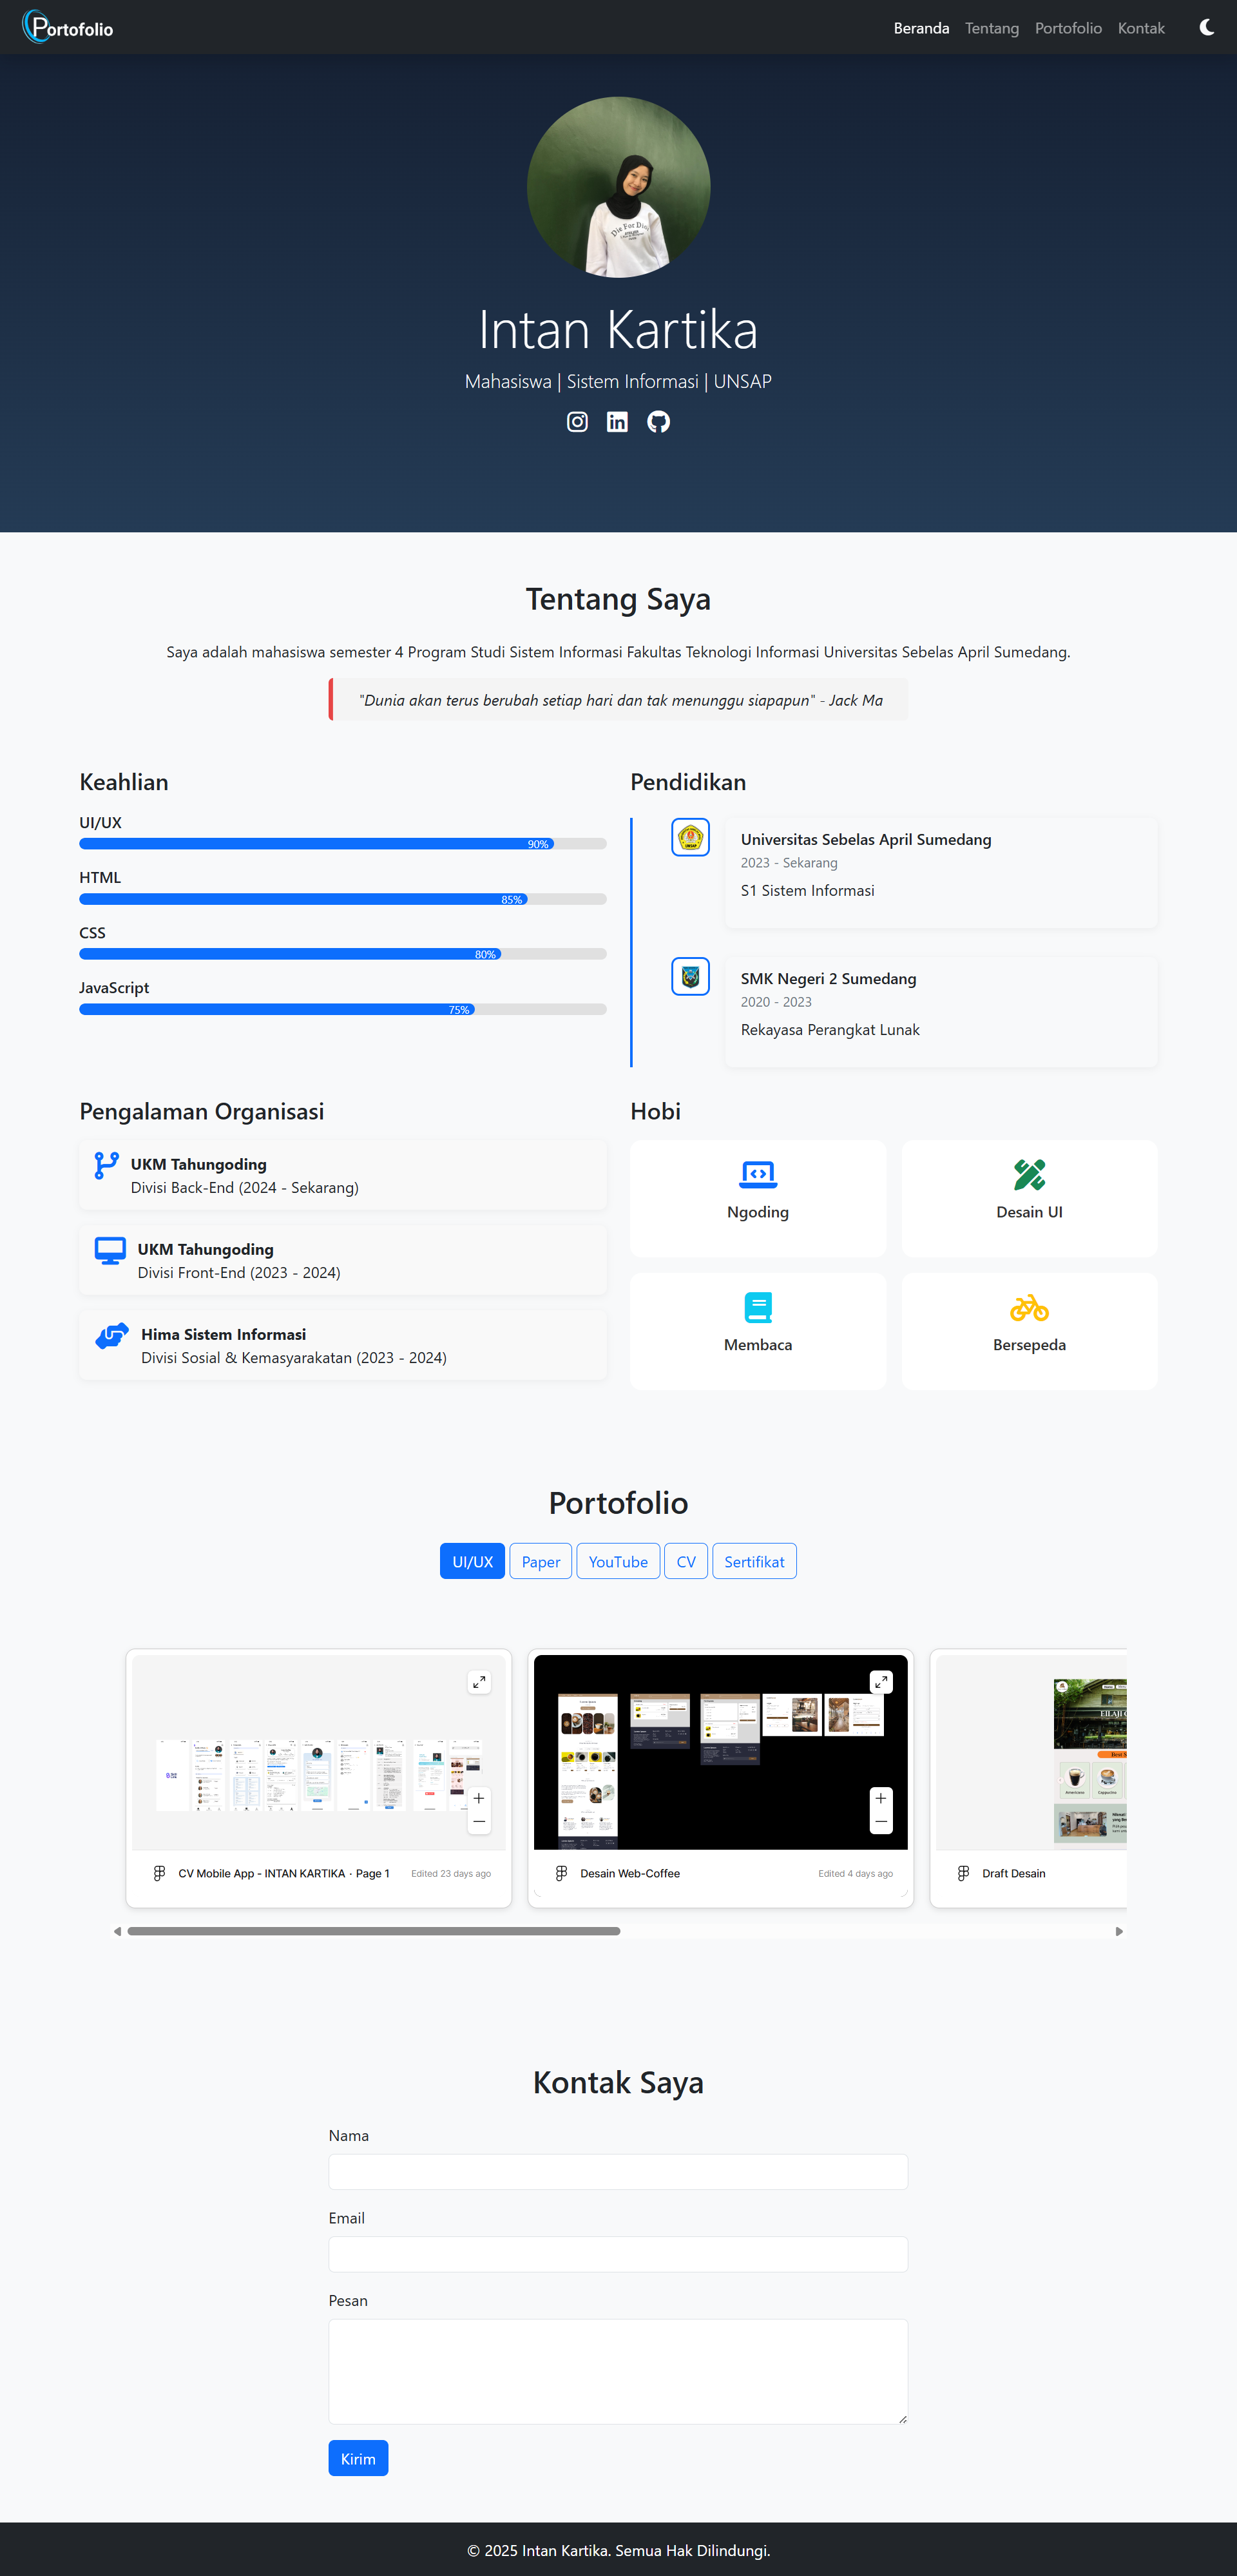 Portofolio
Beranda Tentang Portofolio Kontak
Intan Kartika
Mahasiswa | Sistem Informasi | UNSAP
Tentang Saya
Saya adalah mahasiswa semester 4 Program Studi Sistem Informasi Fakultas Teknologi Informasi Universitas Sebelas April Sumedang.
"Dunia akan terus berubah setiap hari dan tak menunggu siapapun" - Jack Ma
Keahlian
UI/UX
90%
HTML
85%
CSS
80%
JavaScript
75%
Pendidikan
UNSAP
Universitas Sebelas April Sumedang
2023 - Sekarang
S1 Sistem Informasi
SMK Negeri 2 Sumedang
2020 - 2023
Rekayasa Perangkat Lunak
Pengalaman Organisasi
UKM Tahungoding
Divisi Back-End (2024 - Sekarang)
UKM Tahungoding
Divisi Front-End (2023 - 2024)
Hima Sistem Informasi
Divisi Sosial & Kemasyarakatan (2023 - 2024)
Hobi
Ngoding
Desain UI
Membaca
Bersepeda
Portofolio
UI/UX Paper YouTube CV Sertifikat
CV Mobile App - INTAN KARTIKA · Page 1 Edited 23 days ago
Desain Web-Coffee Edited 4 days ago
Americano Cappucino
Draft Desain
Kontak Saya
Nama
Email
Pesan
Kirim
© 2025 Intan Kartika. Semua Hak Dilindungi.